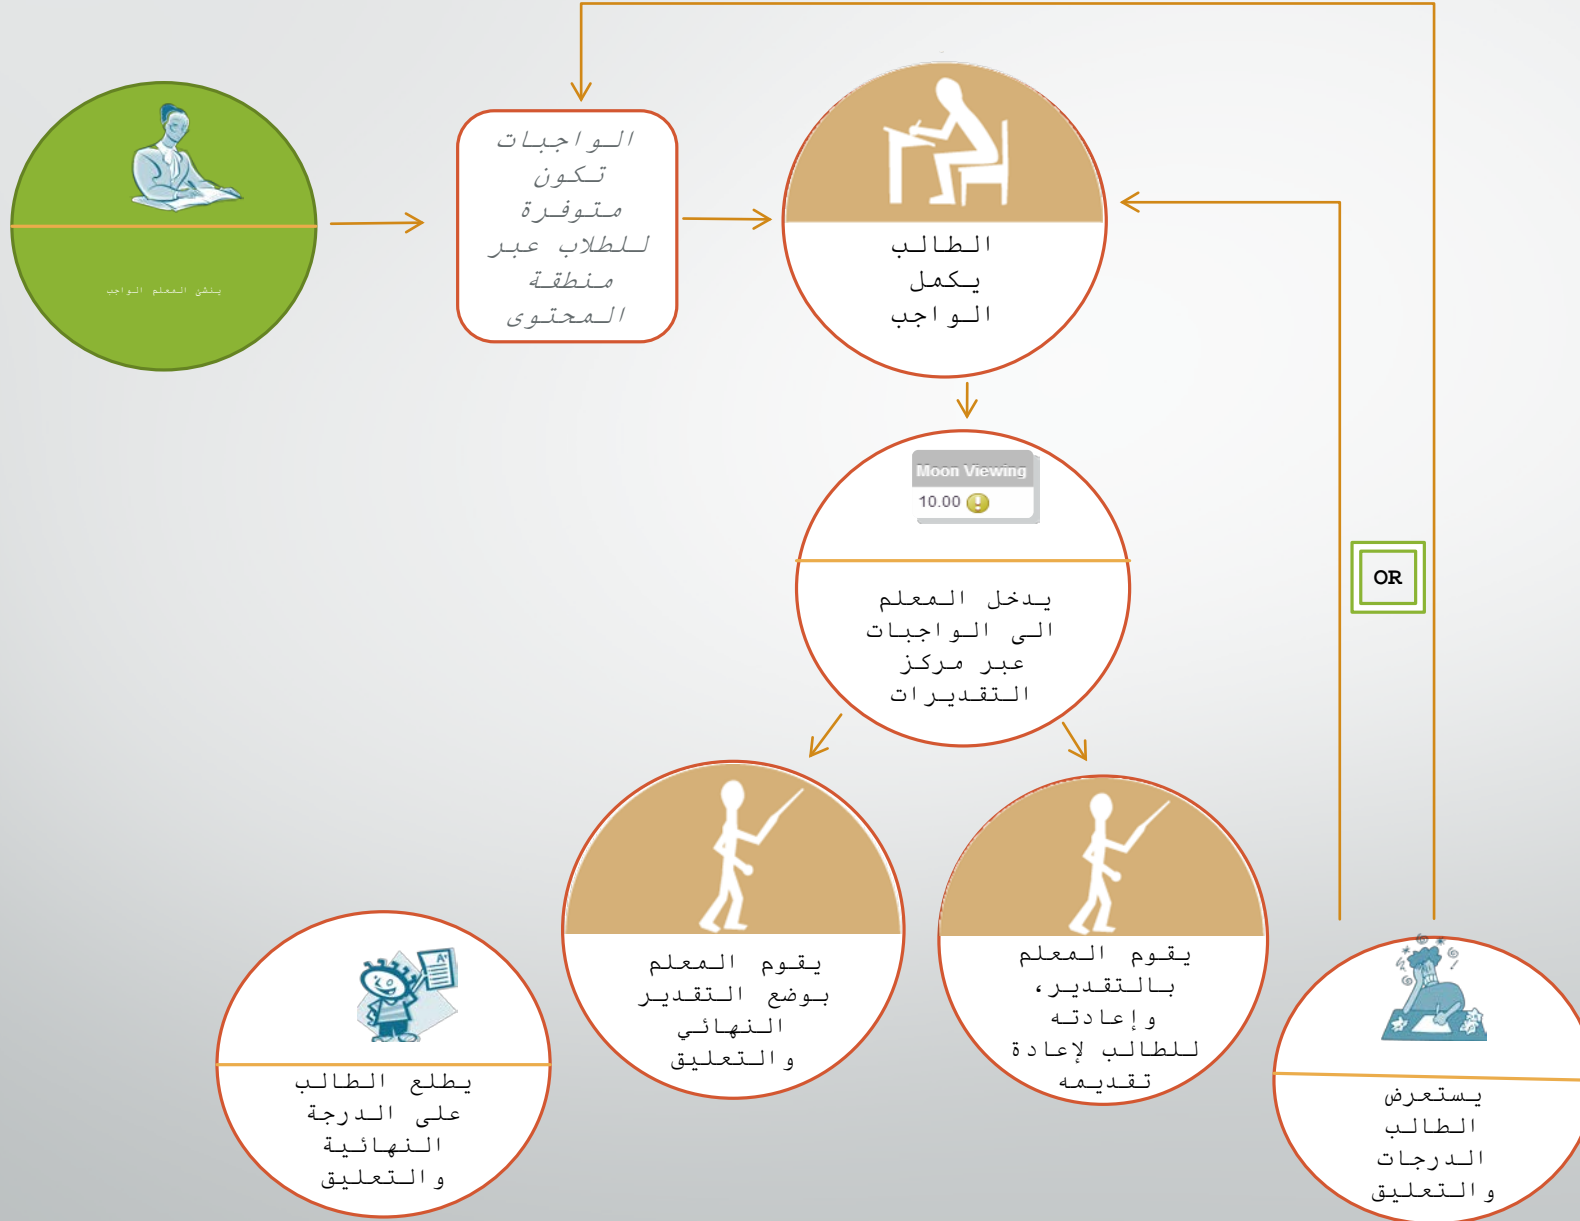 ينشئ المعلم الواجب
الواجبات
تكون
متوفرة
للطلاب عبر
منطقة
المحتوى
الطالب
يكمل
الواجب
Moon Viewing
10.00
يدخل المعلم
الى الواجبات
عبر مركز
التقديرات
OR
يقوم المعلم
بالتقدير،
وإعادته
للطالب لإعادة
تقديمه
يقوم المعلم
بوضع التقدير
النهائي
والتعليق
يستعرض
الطالب
الدرجات
والتعليق
يطلع الطالب
على الدرجة
النهائية
والتعليق